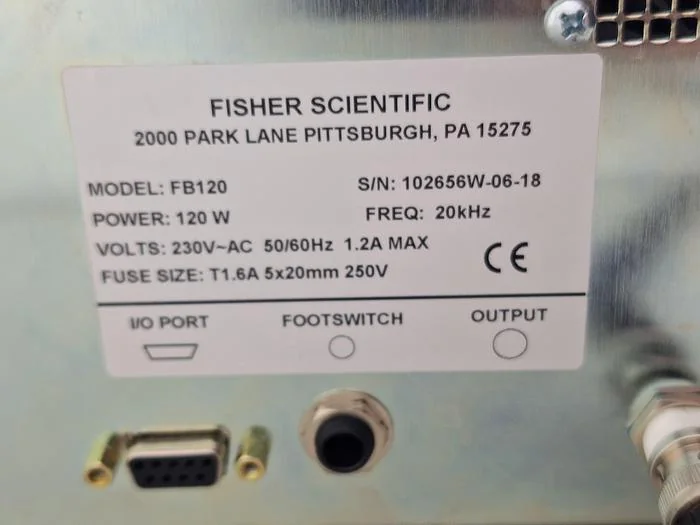 FISHER SCIENTIFIC
2000 PARK LANE PITTSBURGH, PA 15275
MODEL: FB120 S/N: 102656W-06-18
POWER: 120 W FREQ: 20kHz
VOLTS: 230V~AC 50/60Hz 1.2A MAX
FUSE SIZE: T1.6A 5x20mm 250V CE
I/O PORT FOOTSWITCH OUTPUT